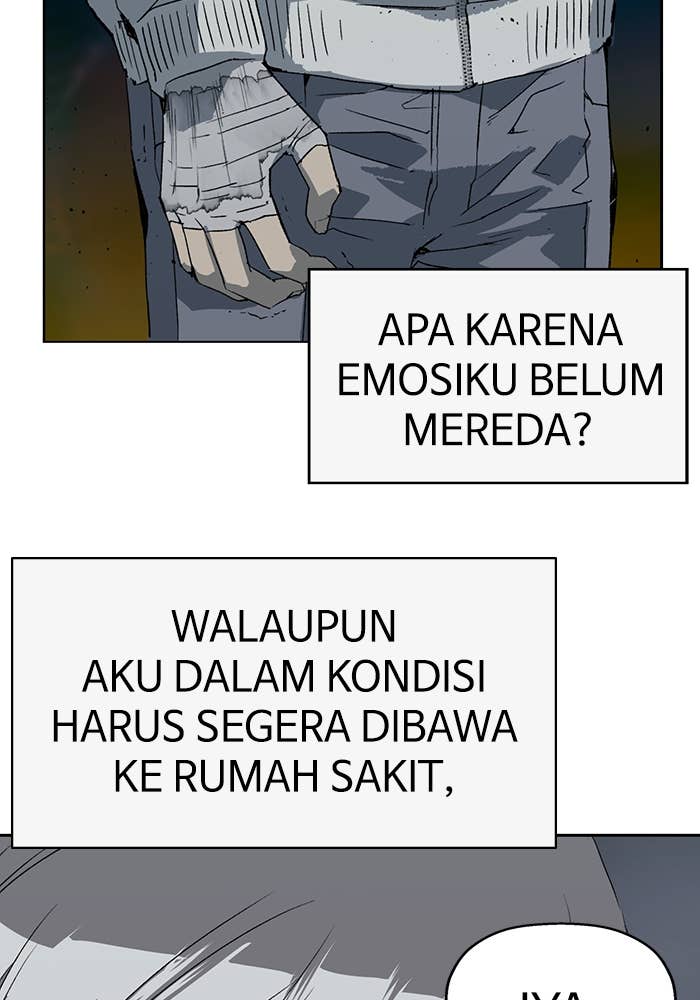 APA KARENA
EMOSIKU BELUM
MEREDA?
WALAUPUN
AKU DALAM KONDISI
HARUS SEGERA DIBAWA
KE RUMAH SAKIT,